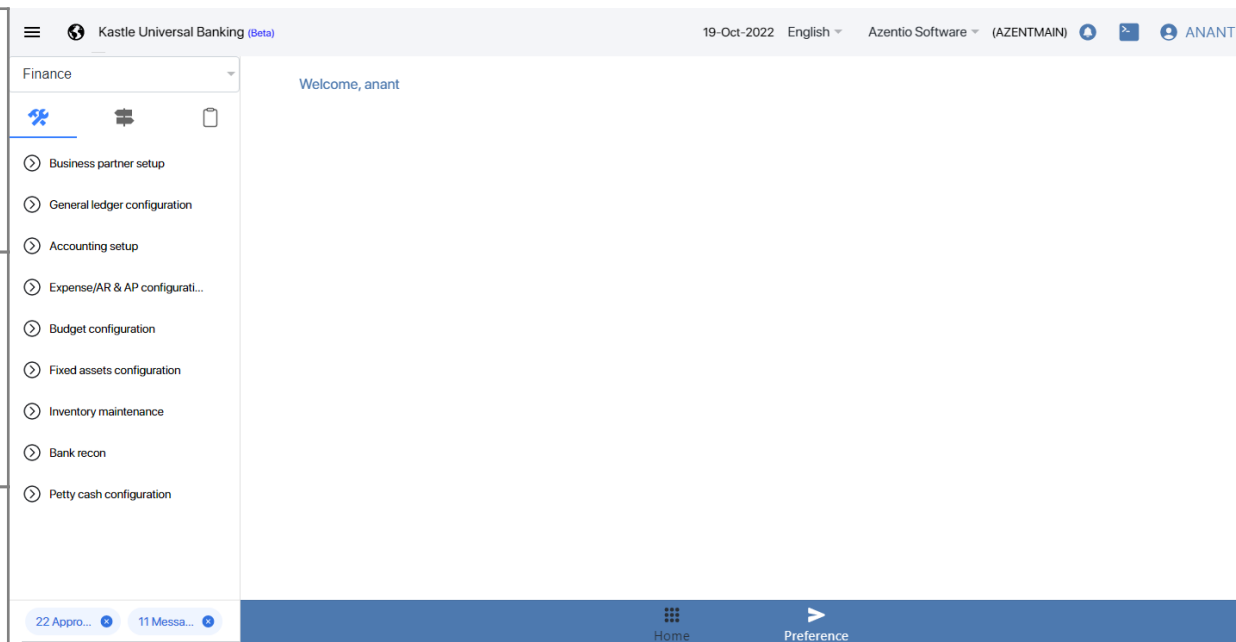 Kastle Universal Banking (Beta)
19-Oct-2022 English Azentio Software (AZENTMAIN) ANANT
Finance
Welcome, anant
Business partner setup
General ledger configuration
Accounting setup
Expense/AR & AP configurati...
Budget configuration
Fixed assets configuration
Inventory maintenance
Bank recon
Petty cash configuration
22 Appro... 11 Messa...
Home Preference